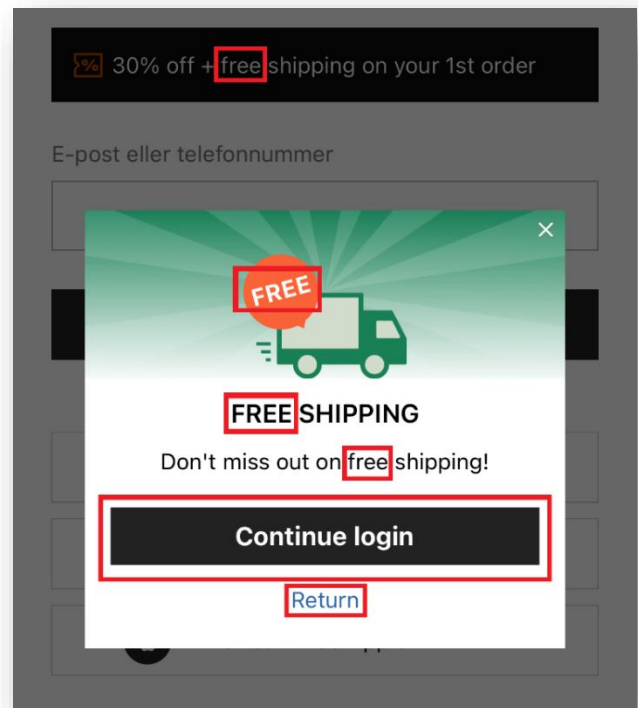 % 30% off + free shipping on your 1st order
E-post eller telefonnummer
FREE
FREE SHIPPING
Don't miss out on free shipping!
Continue login
Return